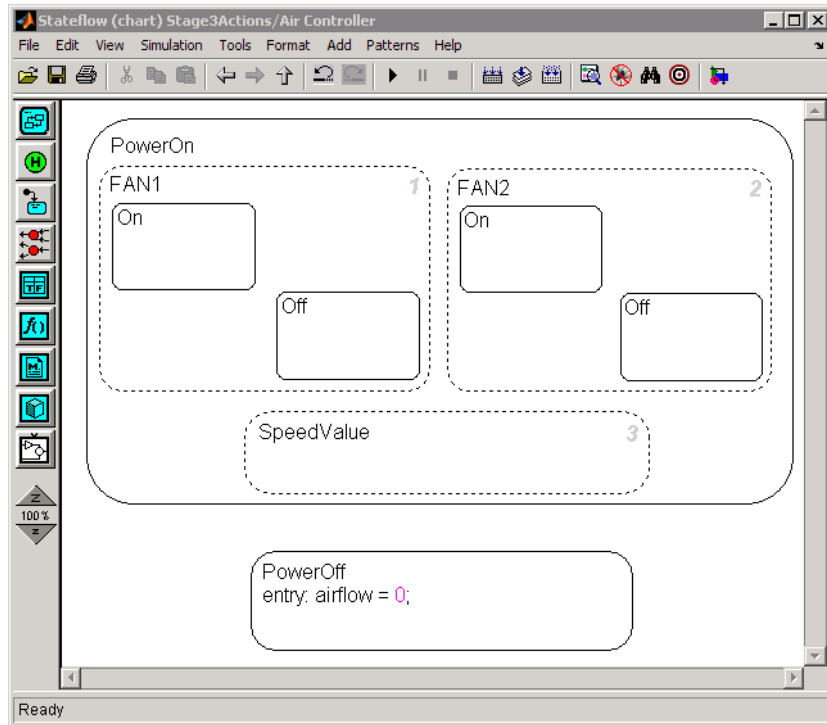 Stateflow (chart) Stage3Actions/Air Controller
File Edit View Simulation Tools Format Add Patterns Help
PowerOn
FAN1 1
FAN2 2
On
On
Off
Off
SpeedValue 3
PowerOff
entry: airflow = 0;
H
TF
f()
M
Z
100 %
Z
Ready